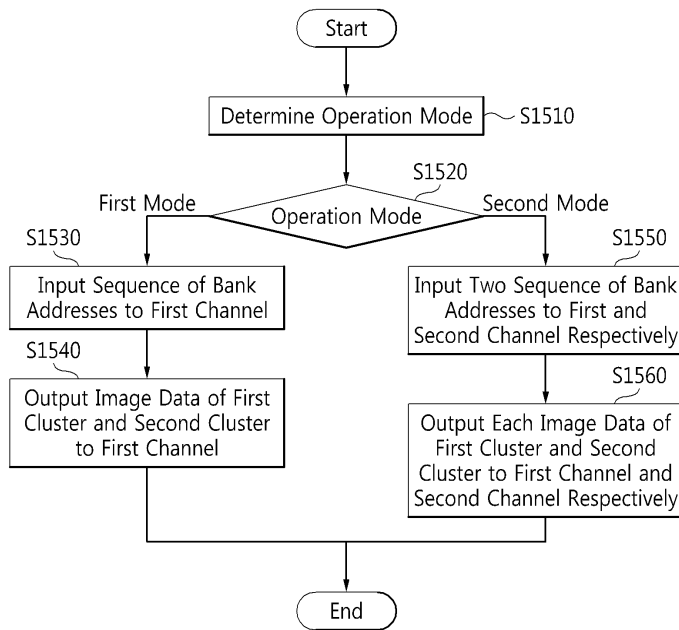 Start
Determine Operation Mode
S1510
S1520
First Mode
Operation Mode
Second Mode
S1530
Input Sequence of Bank
Addresses to First Channel
S1540
Output Image Data of First
Cluster and Second Cluster
to First Channel
S1550
Input Two Sequence of Bank
Addresses to First and
Second Channel Respectively
S1560
Output Each Image Data of
First Cluster and Second
Cluster to First Channel and
Second Channel Respectively
End